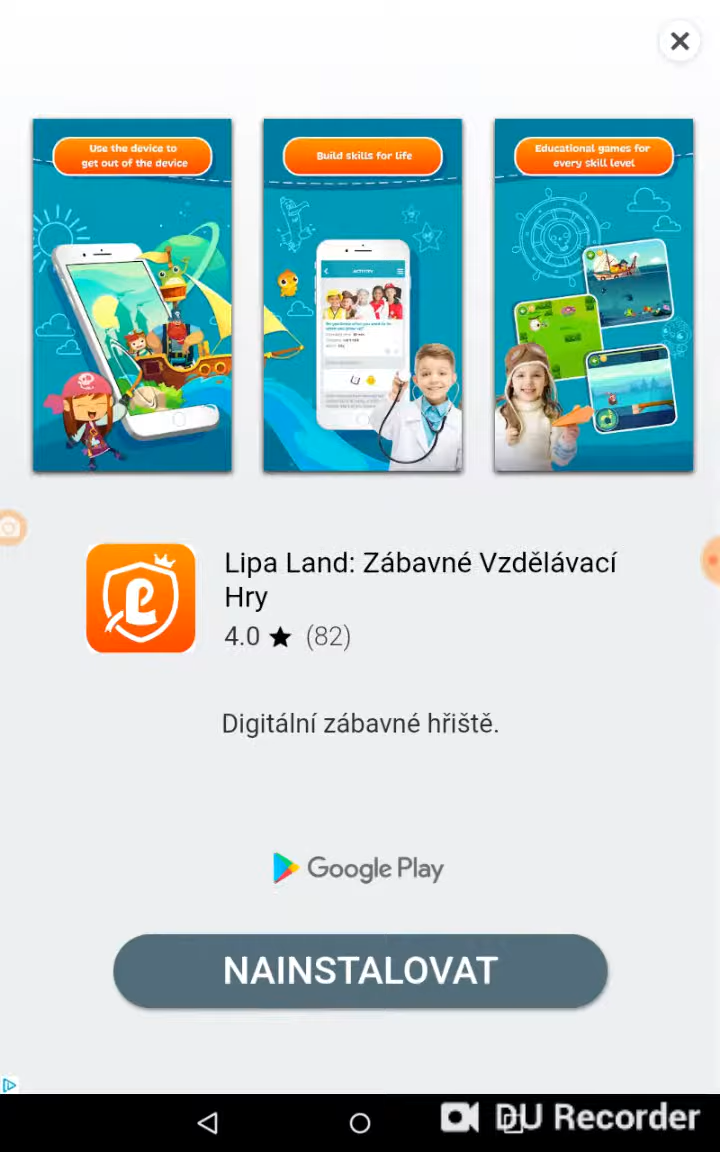 Use the device to
get out of the device
Build skills for life
Educational games for
every skill level
ACTIVITY
Lipa Land: Zábavné Vzdělávací
Hry
4.0 ★ (82)
Digitální zábavné hřiště.
Google Play
NAINSTALOVAT
DU Recorder